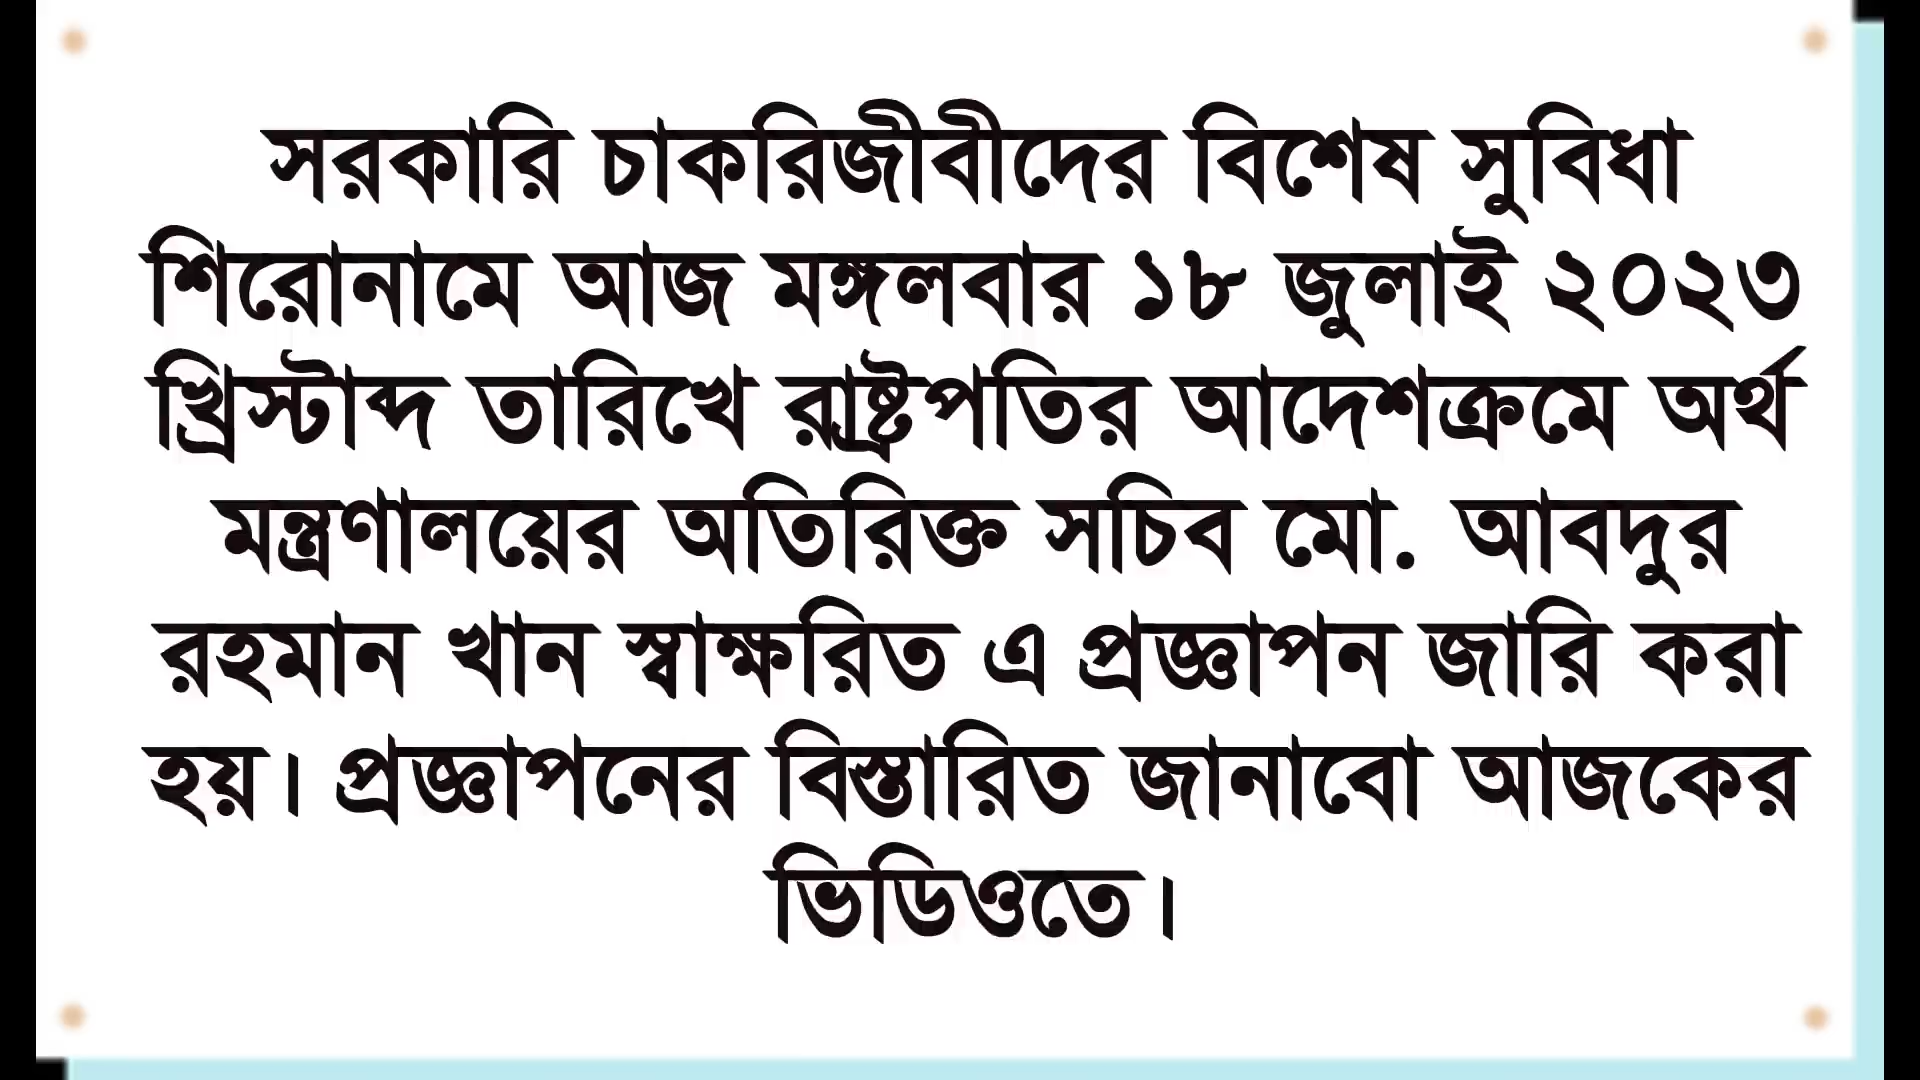 সরকারি চাকরিজীবীদের বিশেষ সুবিধা
শিরোনামে আজ মঙ্গলবার ১৮ জুলাই ২০২৩
খ্রিস্টাব্দ তারিখে রাষ্ট্রপতির আদেশক্রমে অর্থ
মন্ত্রণালয়ের অতিরিক্ত সচিব মো. আবদুর
রহমান খান স্বাক্ষরিত এ প্রজ্ঞাপন জারি করা
হয়। প্রজ্ঞাপনের বিস্তারিত জানাবো আজকের
ভিডিওতে।